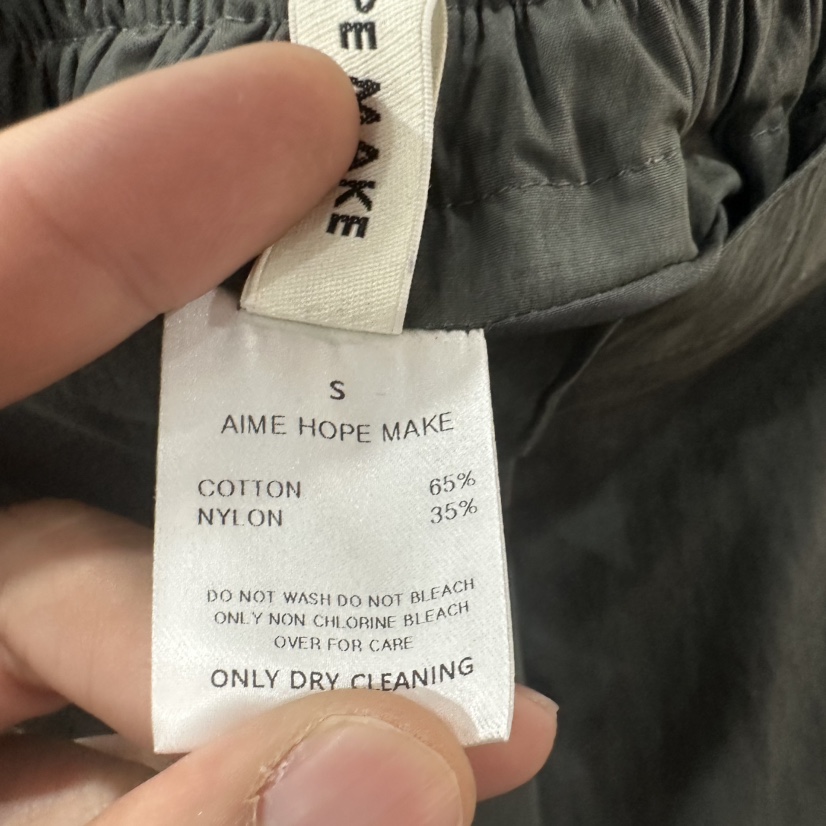 MAKE
S
AIME HOPE MAKE
COTTON 65%
NYLON 35%
DO NOT WASH DO NOT BLEACH
ONLY NON CHLORINE BLEACH
OVER FOR CARE
ONLY DRY CLEANING